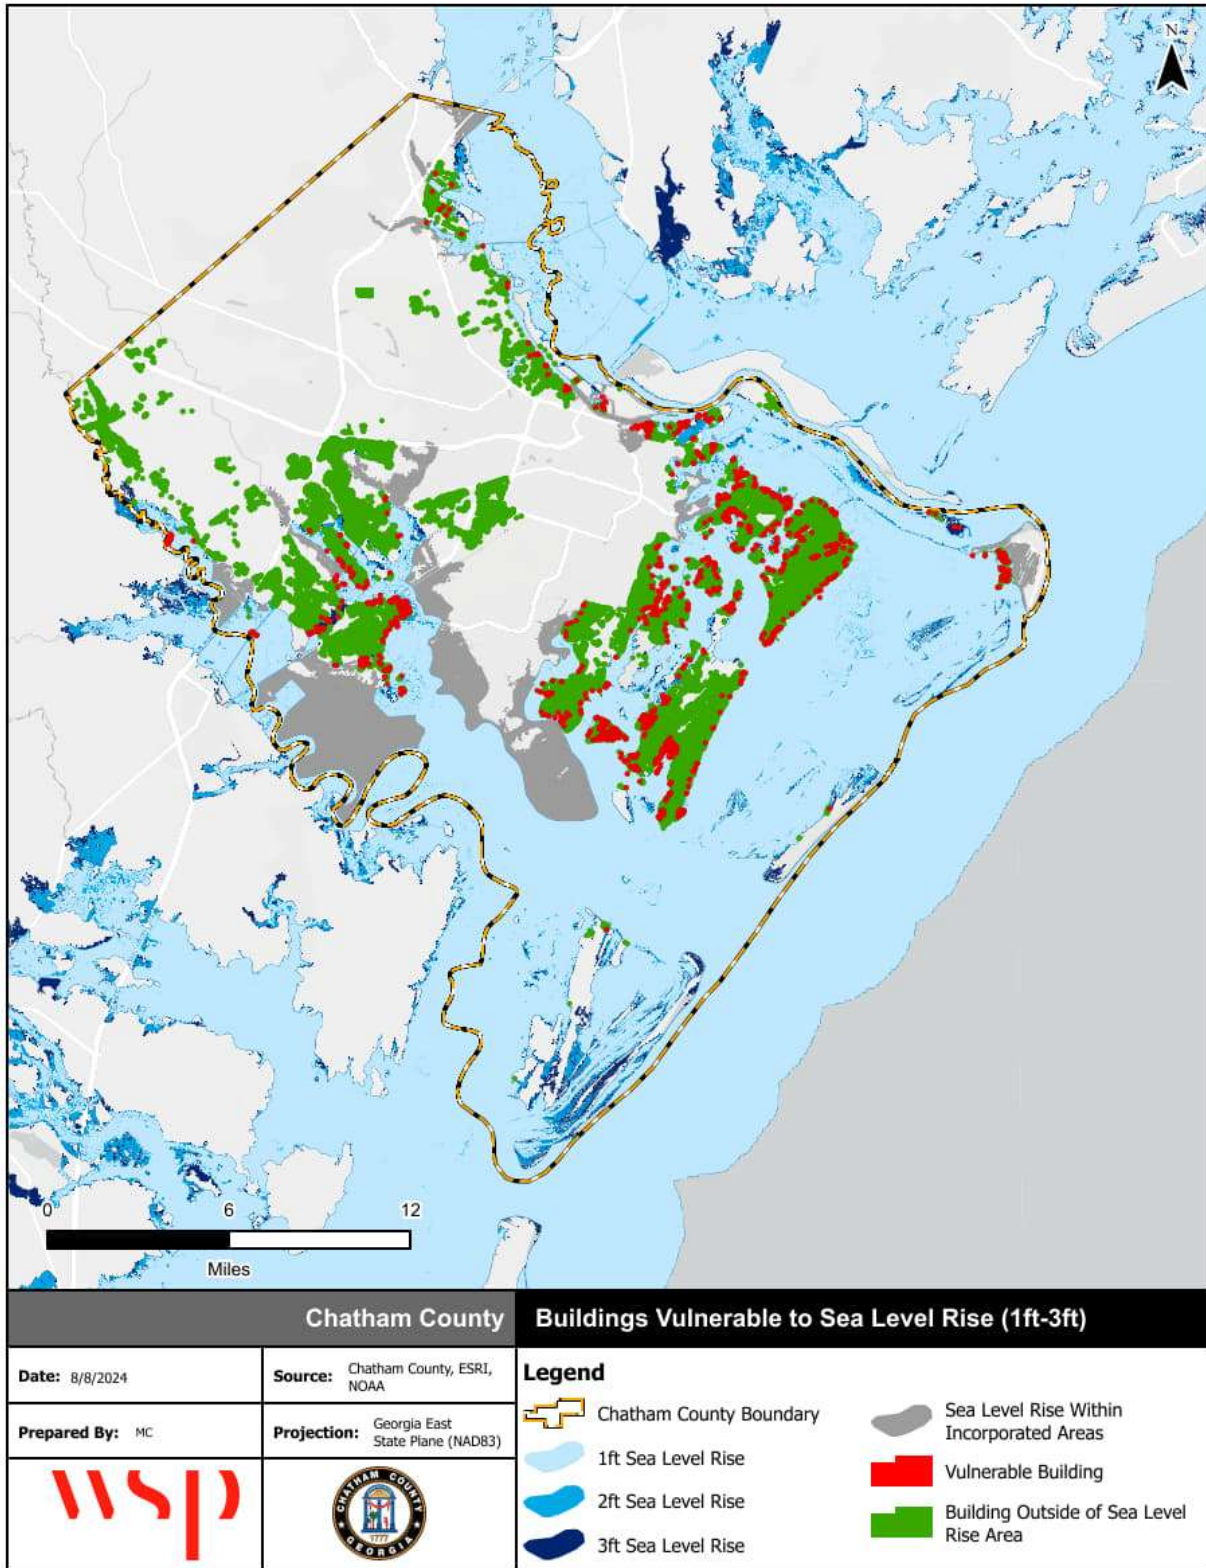 N
0 6 12
Miles
Chatham County
Buildings Vulnerable to Sea Level Rise (1ft-3ft)
Date: 8/8/2024
Source: Chatham County, ESRI,
NOAA
Prepared By: MC
Projection: Georgia East
State Plane (NAD83)
wsp
CHATHAM COUNTY
1777
GEORGIA
Legend
Chatham County Boundary
1ft Sea Level Rise
2ft Sea Level Rise
3ft Sea Level Rise
Sea Level Rise Within
Incorporated Areas
Vulnerable Building
Building Outside of Sea Level
Rise Area